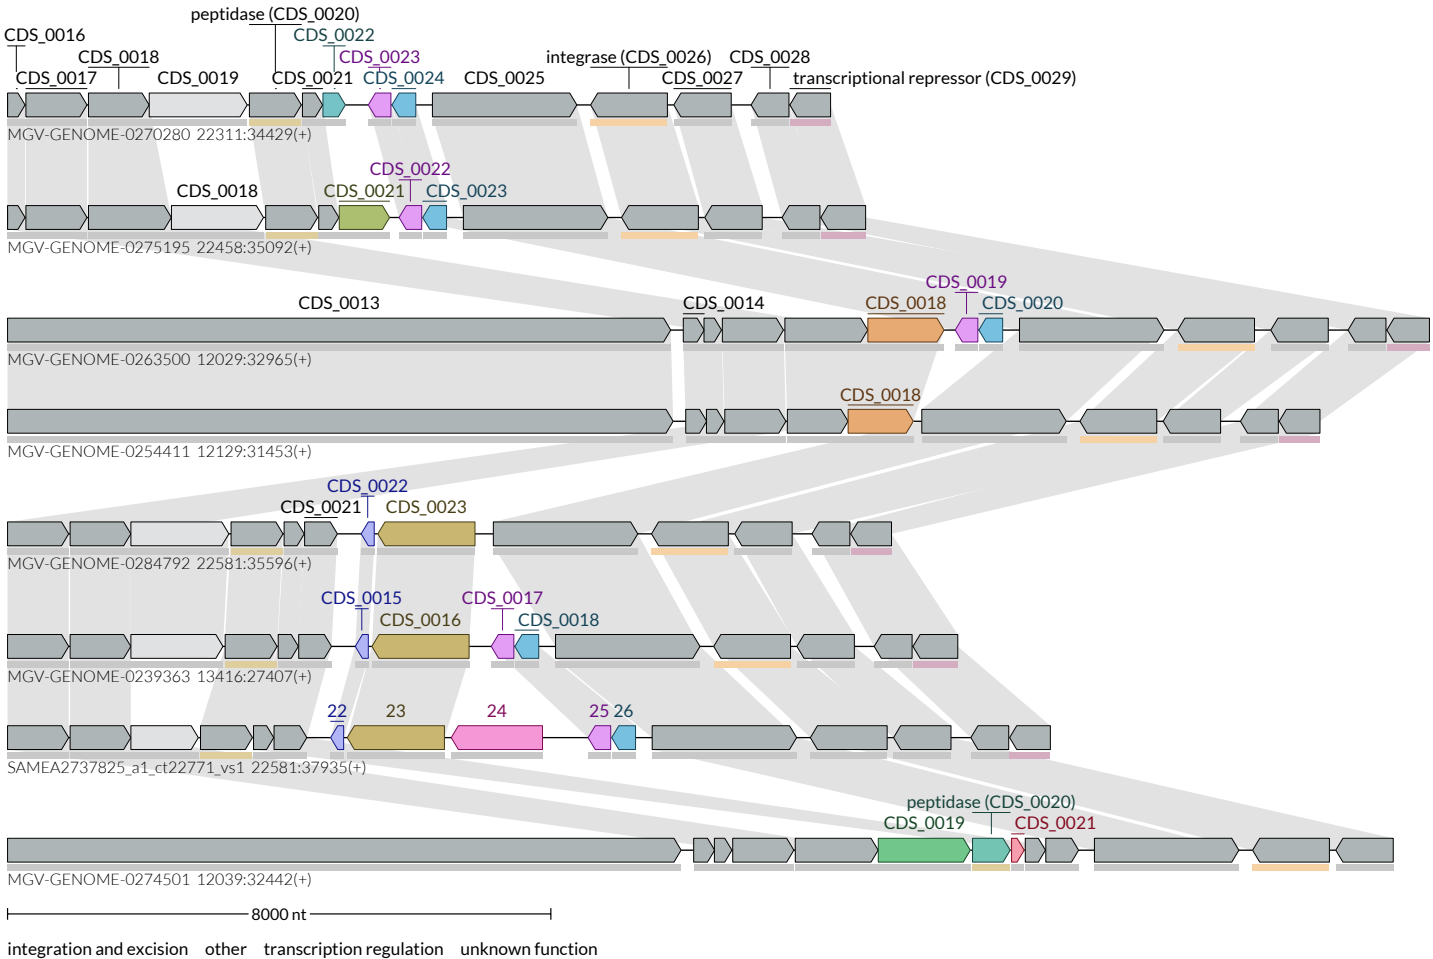 peptidase (CDS_0020)
CDS_0016 CDS_0022
CDS_0018 CDS_0023 integrase (CDS_0026) CDS_0028
CDS_0017 CDS_0019 CDS_0021 CDS_0024 CDS_0025 CDS_0027 transcriptional repressor (CDS_0029)
MGV-GENOME-0270280 22311:34429(+)
CDS_0022
CDS_0018 CDS_0021 CDS_0023
MGV-GENOME-0275195 22458:35092(+)
CDS_0019
CDS_0013 CDS_0014 CDS_0018 CDS_0020
MGV-GENOME-0263500 12029:32965(+)
CDS_0018
MGV-GENOME-0254411 12129:31453(+)
CDS_0022
CDS_0021 CDS_0023
MGV-GENOME-0284792 22581:35596(+)
CDS_0015 CDS_0017
CDS_0016 CDS_0018
MGV-GENOME-0239363 13416:27407(+)
22 23 24 25 26
SAMEA2737825_a1_ct22771_vs1 22581:37935(+)
peptidase (CDS_0020)
CDS_0019 CDS_0021
MGV-GENOME-0274501 12039:32442(+)
8000 nt
integration and excision other transcription regulation unknown function